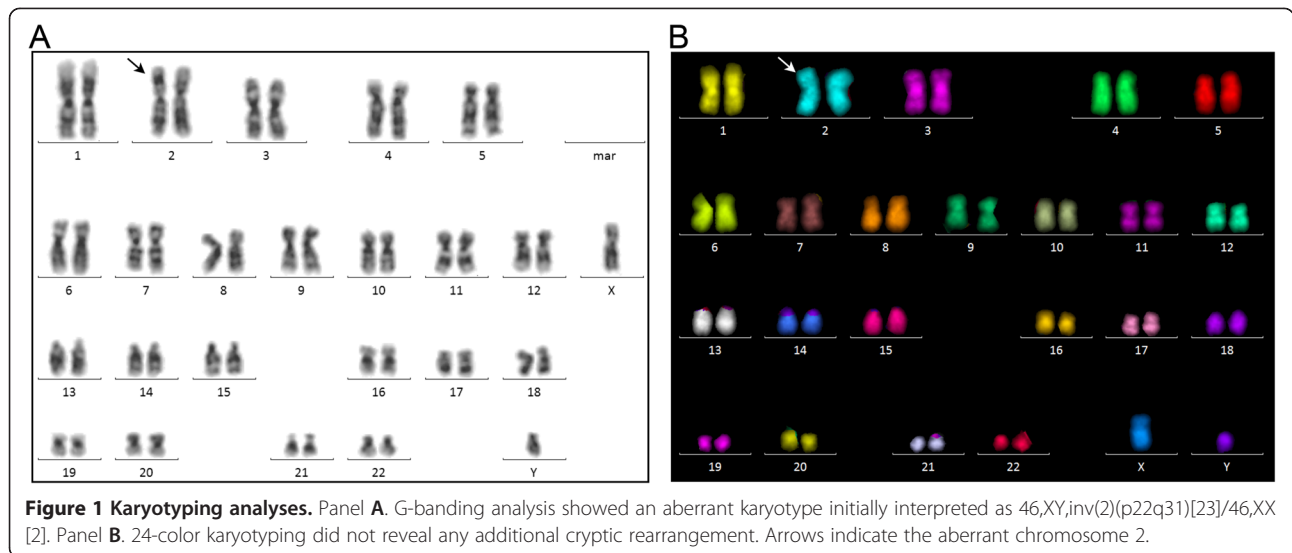 A
B
1 2 3 4 5 mar
6 7 8 9 10 11 12 X
13 14 15 16 17 18
19 20 21 22 Y
1 2 3 4 5
6 7 8 9 10 11 12
13 14 15 16 17 18
19 20 21 22 X Y
Figure 1 Karyotyping analyses. Panel A. G-banding analysis showed an aberrant karyotype initially interpreted as 46,XY,inv(2)(p22q31)[23]/46,XX
[2]. Panel B. 24-color karyotyping did not reveal any additional cryptic rearrangement. Arrows indicate the aberrant chromosome 2.